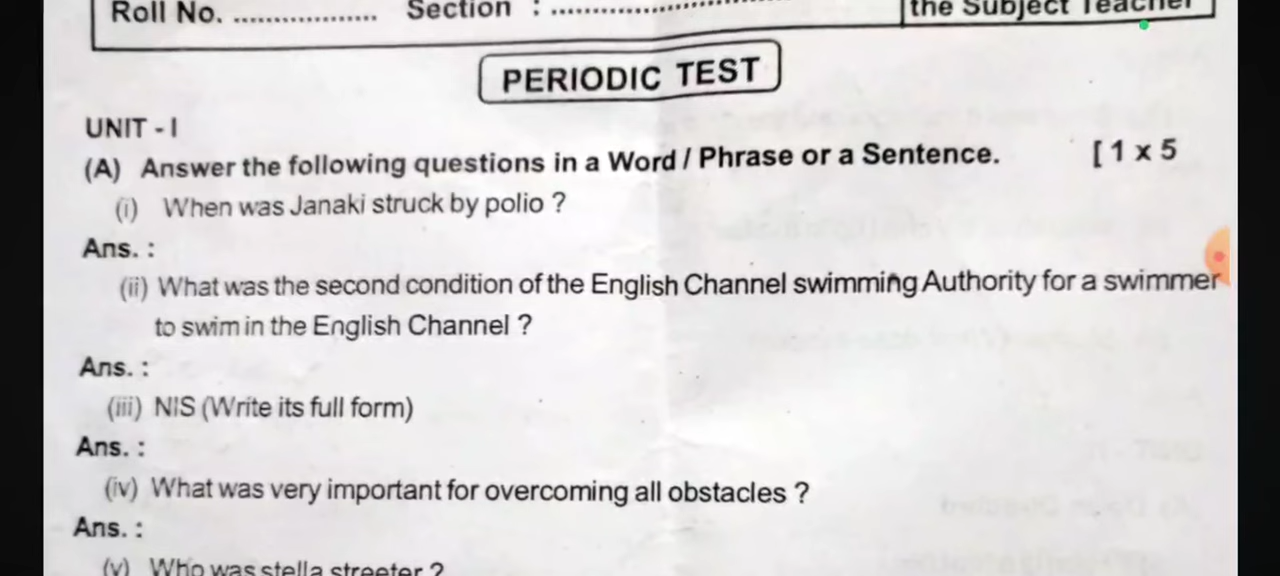 Roll No. ................. Section : ..............................
the Subject Teacher
PERIODIC TEST
UNIT - I
(A) Answer the following questions in a Word / Phrase or a Sentence. [ 1 x 5
(i) When was Janaki struck by polio ?
Ans. :
(ii) What was the second condition of the English Channel swimming Authority for a swimmer
to swim in the English Channel ?
Ans. :
(iii) NIS (Write its full form)
Ans. :
(iv) What was very important for overcoming all obstacles ?
Ans. :
(v) Who was stella streeter ?